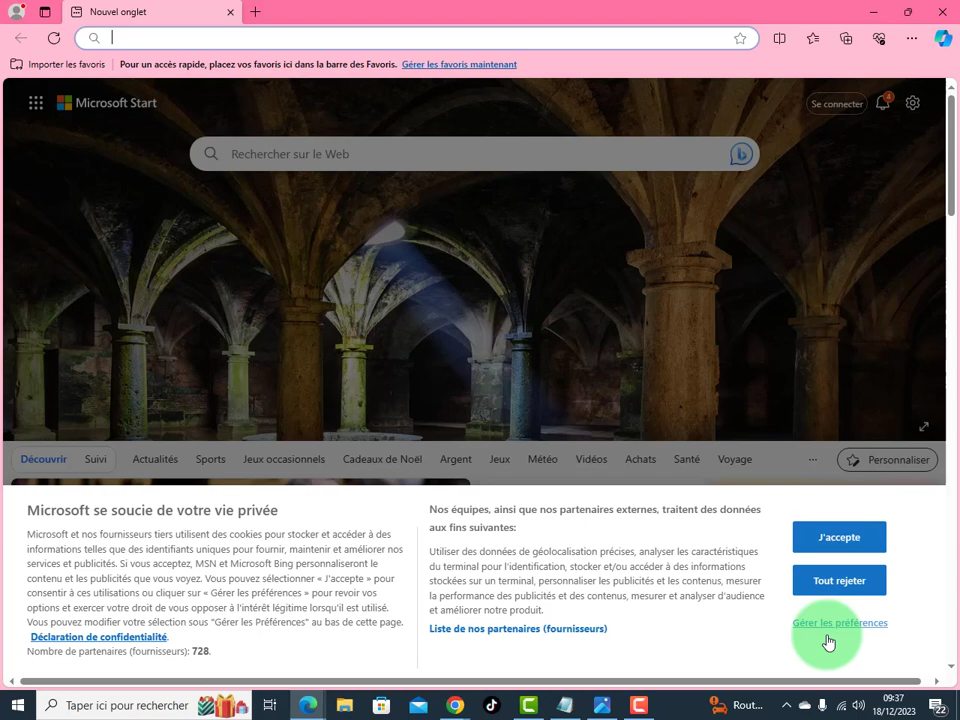 Nouvel onglet
Importer les favoris
Pour un accès rapide, placez vos favoris ici dans la barre des Favoris. Gérer les favoris maintenant
Microsoft Start
Se connecter
4
Rechercher sur le Web
Découvrir
Suivi
Actualités
Sports
Jeux occasionnels
Cadeaux de Noël
Argent
Jeux
Météo
Vidéos
Achats
Santé
Voyage
Personnaliser
Microsoft se soucie de votre vie privée
Microsoft et nos fournisseurs tiers utilisent des cookies pour stocker et accéder à des
informations telles que des identifiants uniques pour fournir, maintenir et améliorer nos
services et publicités. Si vous acceptez, MSN et Microsoft Bing personnaliseront le
contenu et les publicités que vous voyez. Vous pouvez sélectionner « J'accepte » pour
consentir à ces utilisations ou cliquer sur « Gérer les préférences » pour revoir vos
options et exercer votre droit de vous opposer à l'intérêt légitime lorsqu'il est utilisé.
Vous pouvez modifier votre sélection sous "Gérer les Préférences" au bas de cette page.
Déclaration de confidentialité.
Nombre de partenaires (fournisseurs): 728.
Nos équipes, ainsi que nos partenaires externes, traitent des données
aux fins suivantes:
Utiliser des données de géolocalisation précises, analyser les caractéristiques
du terminal pour l'identification, stocker et/ou accéder à des informations
stockées sur un terminal, personnaliser les publicités et les contenus, mesurer
la performance des publicités et des contenus, mesurer et analyser d'audience
et améliorer notre produit.
Liste de nos partenaires (fournisseurs)
J'accepte
Tout rejeter
Gérer les préférences
Taper ici pour rechercher
Rout...
09:37
18/12/2023
22